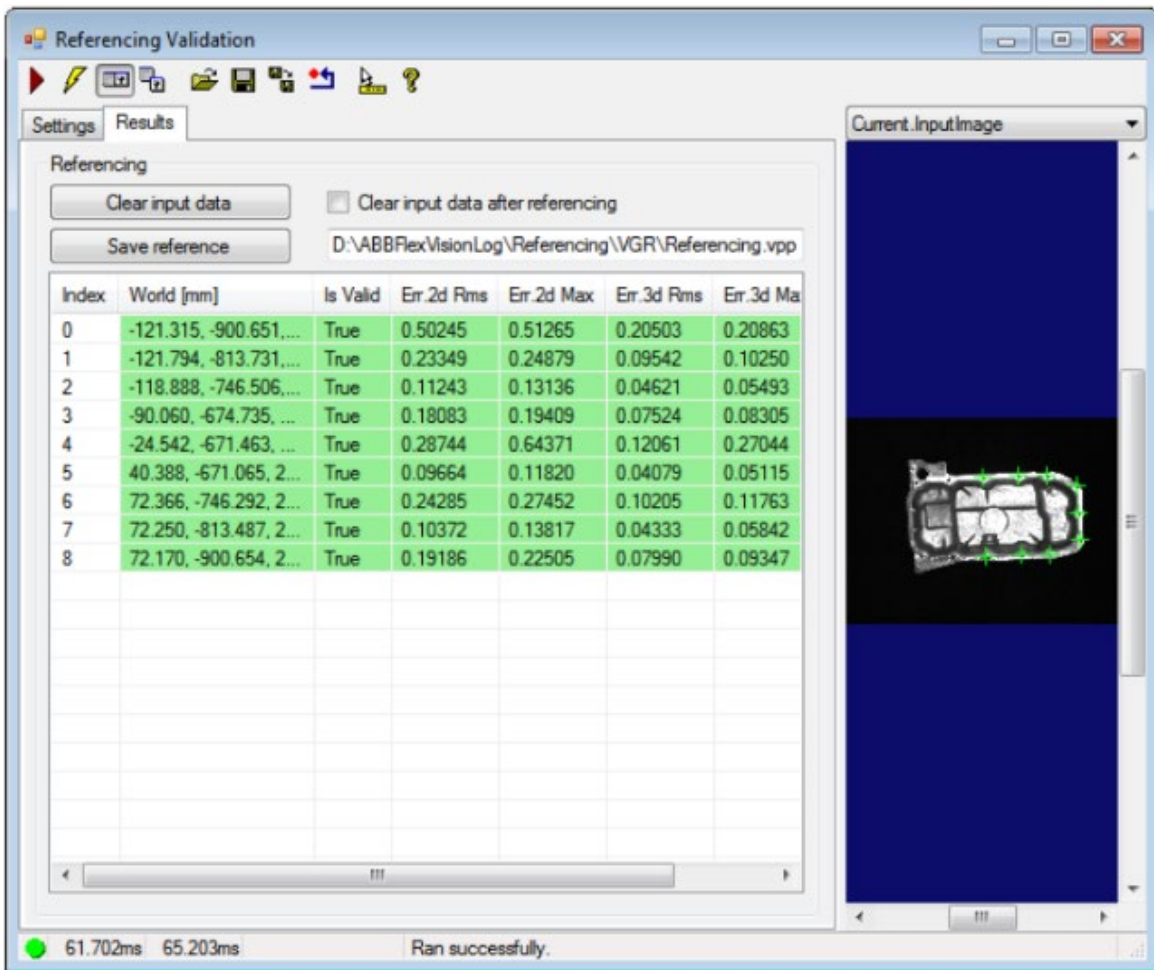 Referencing Validation
Settings Results
Current.InputImage
Referencing
Clear input data
Clear input data after referencing
Save reference
D:\ABBFlexVisionLog\Referencing\VGR\Referencing.vpp
Index World [mm] Is Valid Err.2d Rms Err.2d Max Err.3d Rms Err.3d Ma
0 -121.315, -900.651,... True 0.50245 0.51265 0.20503 0.20863
1 -121.794, -813.731,... True 0.23349 0.24879 0.09542 0.10250
2 -118.888, -746.506,... True 0.11243 0.13136 0.04621 0.05493
3 -90.060, -674.735, ... True 0.18083 0.19409 0.07524 0.08305
4 -24.542, -671.463, ... True 0.28744 0.64371 0.12061 0.27044
5 40.388, -671.065, 2... True 0.09664 0.11820 0.04079 0.05115
6 72.366, -746.292, 2... True 0.24285 0.27452 0.10205 0.11763
7 72.250, -813.487, 2... True 0.10372 0.13817 0.04333 0.05842
8 72.170, -900.654, 2... True 0.19186 0.22505 0.07990 0.09347
61.702ms 65.203ms Ran successfully.